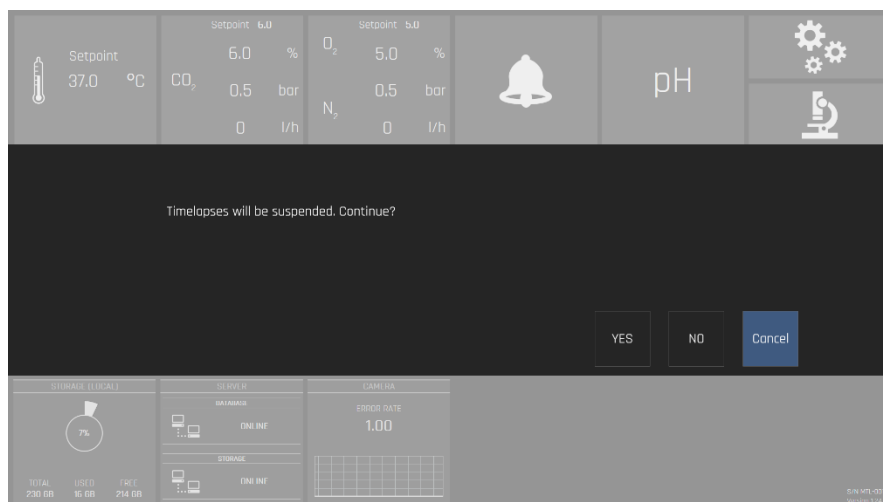 Setpoint
37.0 °C
Setpoint 6.0
CO₂
6.0 %
0.5 bar
0 l/h
Setpoint 5.0
O₂
5.0 %
0.5 bar
N₂
0 l/h
pH
Timelapses will be suspended. Continue?
YES
NO
Cancel
STORAGE (LOCAL)
7%
TOTAL USED FREE
230 GB 16 GB 214 GB
SERVER
DATABASE
ONLINE
STORAGE
ONLINE
CAMERA
ERROR RATE
1.00